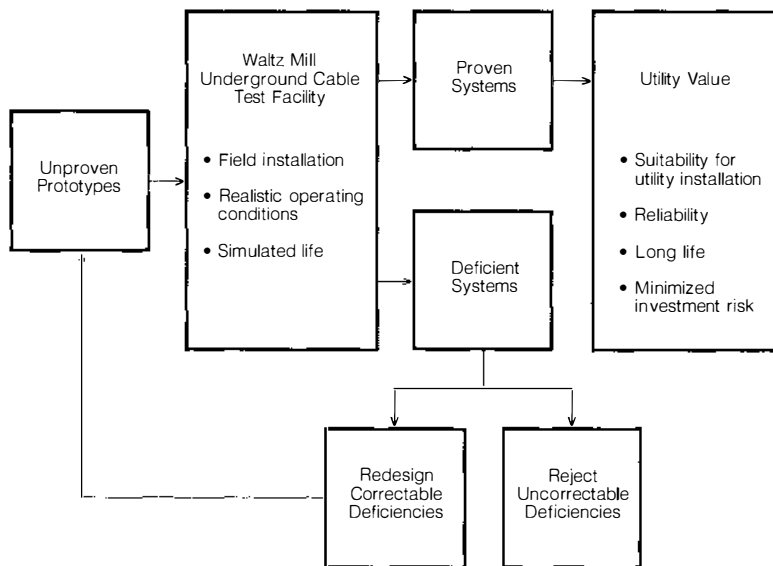 Unproven
Prototypes
Waltz Mill
Underground Cable
Test Facility
• Field installation
• Realistic operating
conditions
• Simulated life
Proven
Systems
Deficient
Systems
Utility Value
• Suitability for
utility installation
• Reliability
• Long life
• Minimized
investment risk
Redesign
Correctable
Deficiencies
Reject
Uncorrectable
Deficiencies